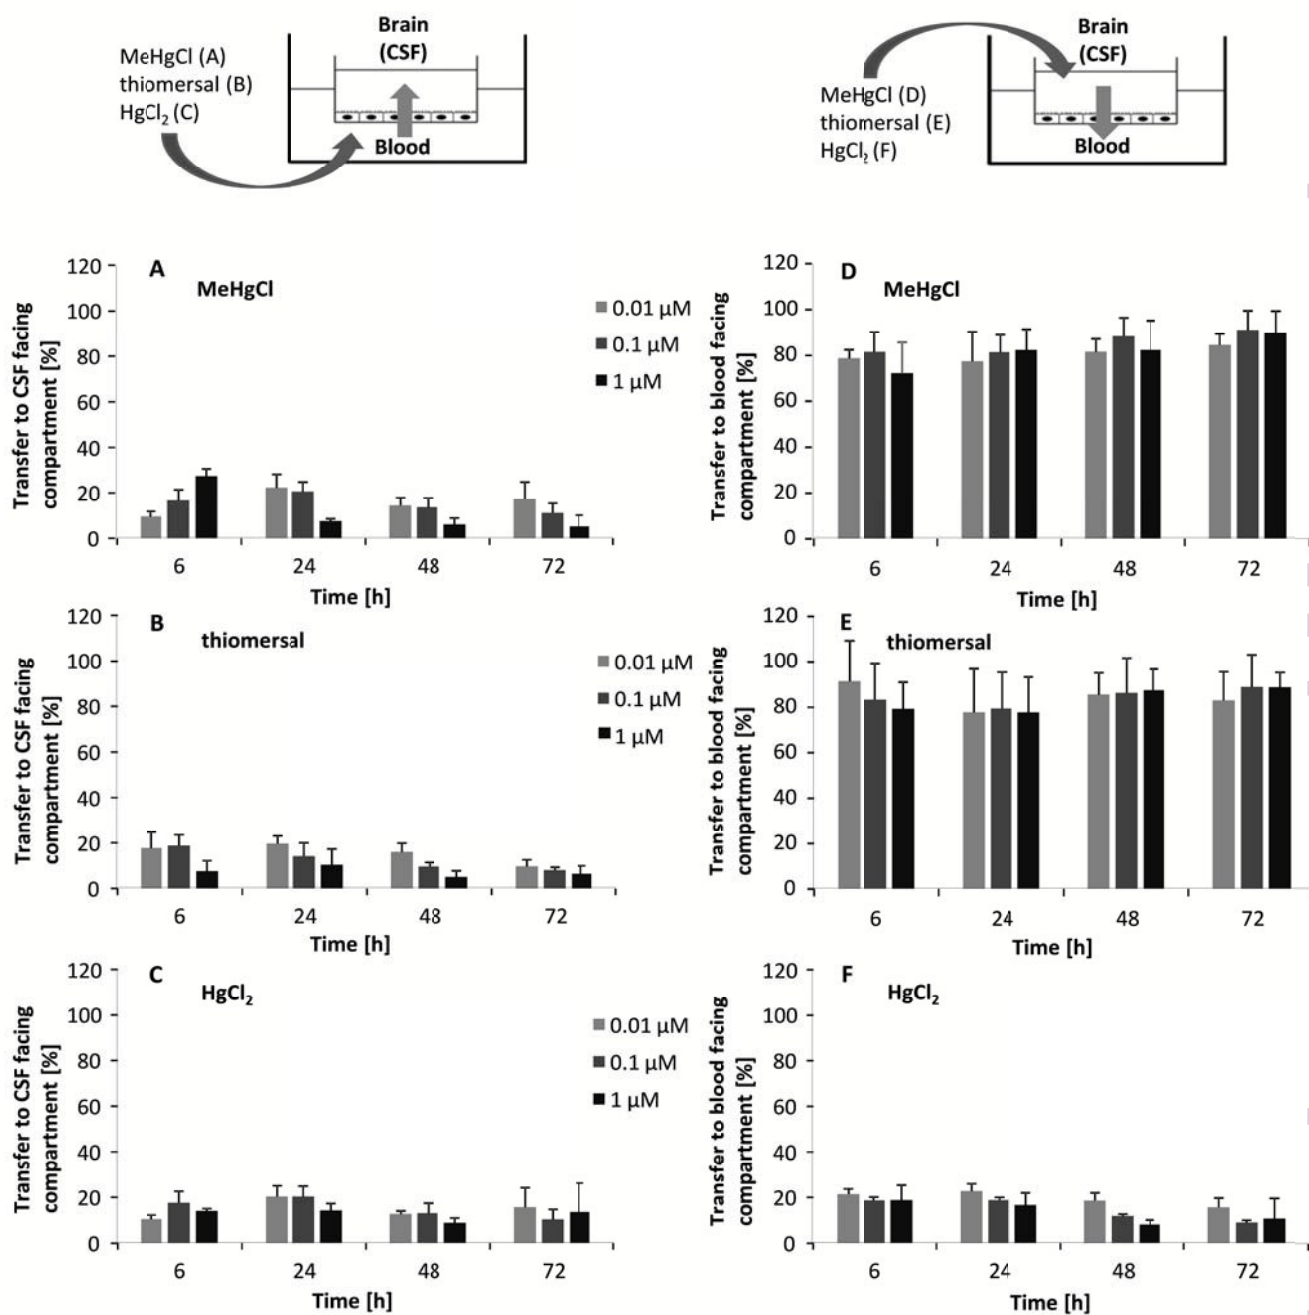 Brain
(CSF)
MeHgCl (A)
thiomersal (B)
HgCl₂ (C)
Blood
Brain
(CSF)
MeHgCl (D)
thiomersal (E)
HgCl₂ (F)
Blood
A
MeHgCl
Transfer to CSF facing
compartment [%]
120
100
80
60
40
20
0
6 24 48 72
Time [h]
0.01 µM
0.1 µM
1 µM
D
MeHgCl
Transfer to blood facing
compartment [%]
120
100
80
60
40
20
0
6 24 48 72
Time [h]
B
thiomersal
Transfer to CSF facing
compartment [%]
120
100
80
60
40
20
0
6 24 48 72
Time [h]
0.01 µM
0.1 µM
1 µM
E
thiomersal
Transfer to blood facing
compartment [%]
120
100
80
60
40
20
0
6 24 48 72
Time [h]
C
HgCl₂
Transfer to CSF facing
compartment [%]
120
100
80
60
40
20
0
6 24 48 72
Time [h]
0.01 µM
0.1 µM
1 µM
F
HgCl₂
Transfer to blood facing
compartment [%]
120
100
80
60
40
20
0
6 24 48 72
Time [h]